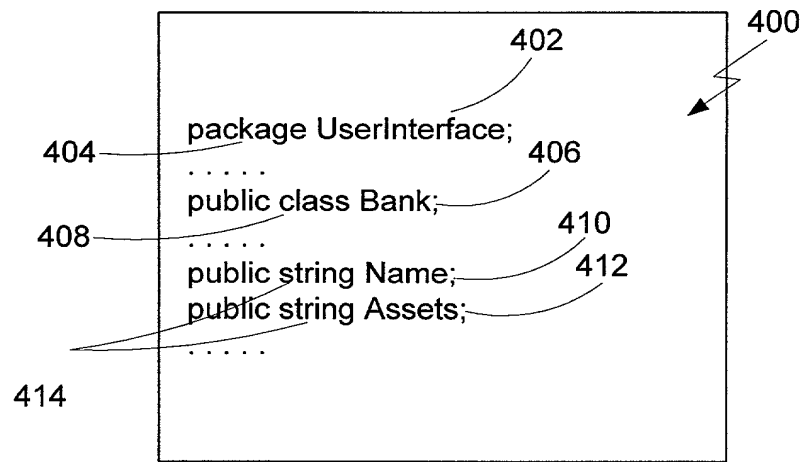 400
402
package UserInterface;
404
. . . . .
406
public class Bank;
408
. . . . .
410
public string Name;
412
public string Assets;
. . . . .
414